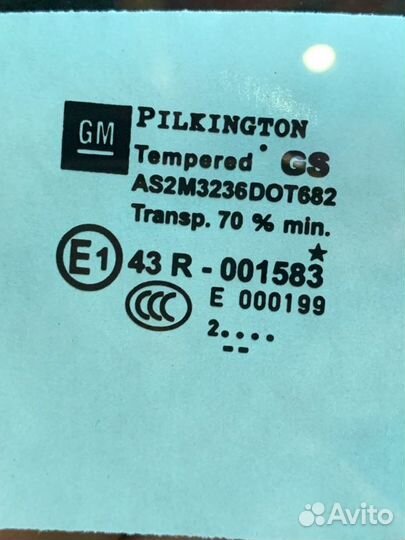 GM
PILKINGTON
Tempered GS
AS2M3236DOT682
Transp. 70 % min.
E1 43 R - 001583
CCC E 000199
2....
--
Avito